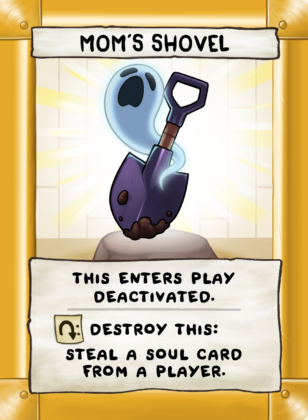 MOM'S SHOVEL
THIS ENTERS PLAY
DEACTIVATED.
DESTROY THIS:
STEAL A SOUL CARD
FROM A PLAYER.